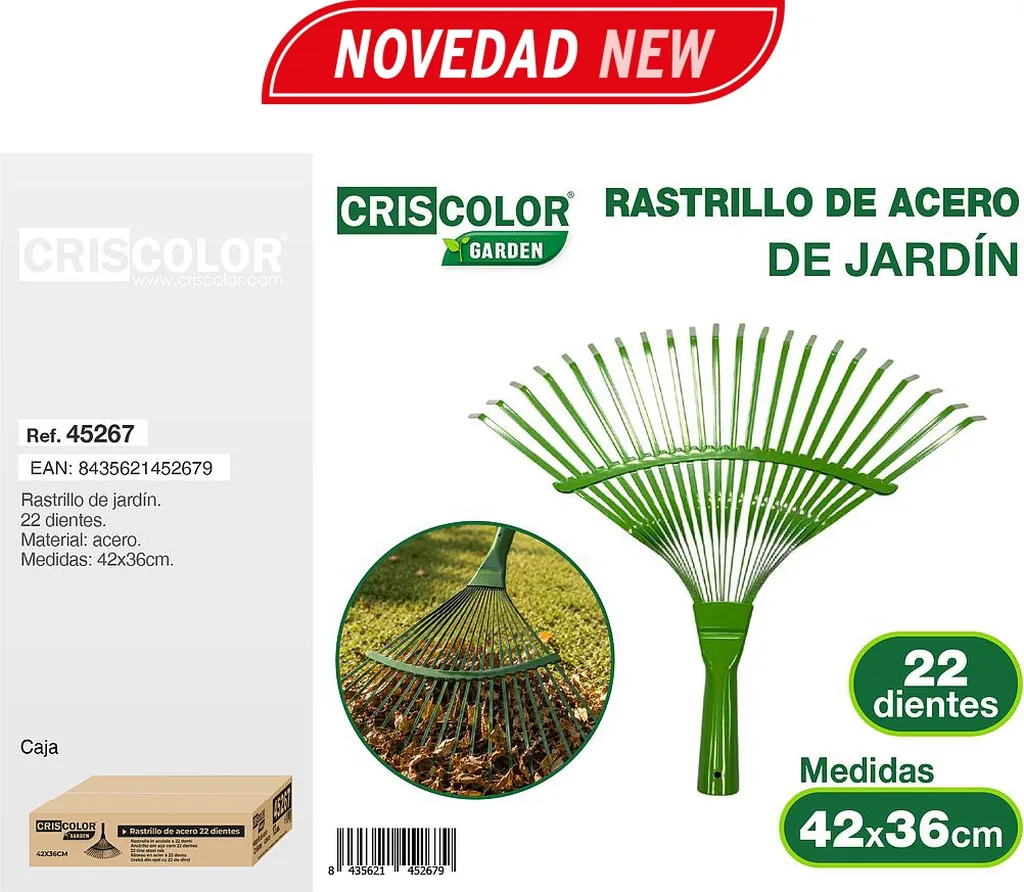 NOVEDAD NEW
CRISCOLOR®
www.criscolor.com
Ref. 45267
EAN: 8435621452679
Rastrillo de jardín.
22 dientes.
Material: acero.
Medidas: 42x36cm.
Caja
CRISCOLOR
GARDEN
42X36CM
Rastrillo de acero 22 dientes
45267
CRISCOLOR®
GARDEN
RASTRILLO DE ACERO
DE JARDÍN
22
dientes
Medidas
42x36cm
8 435621 452679